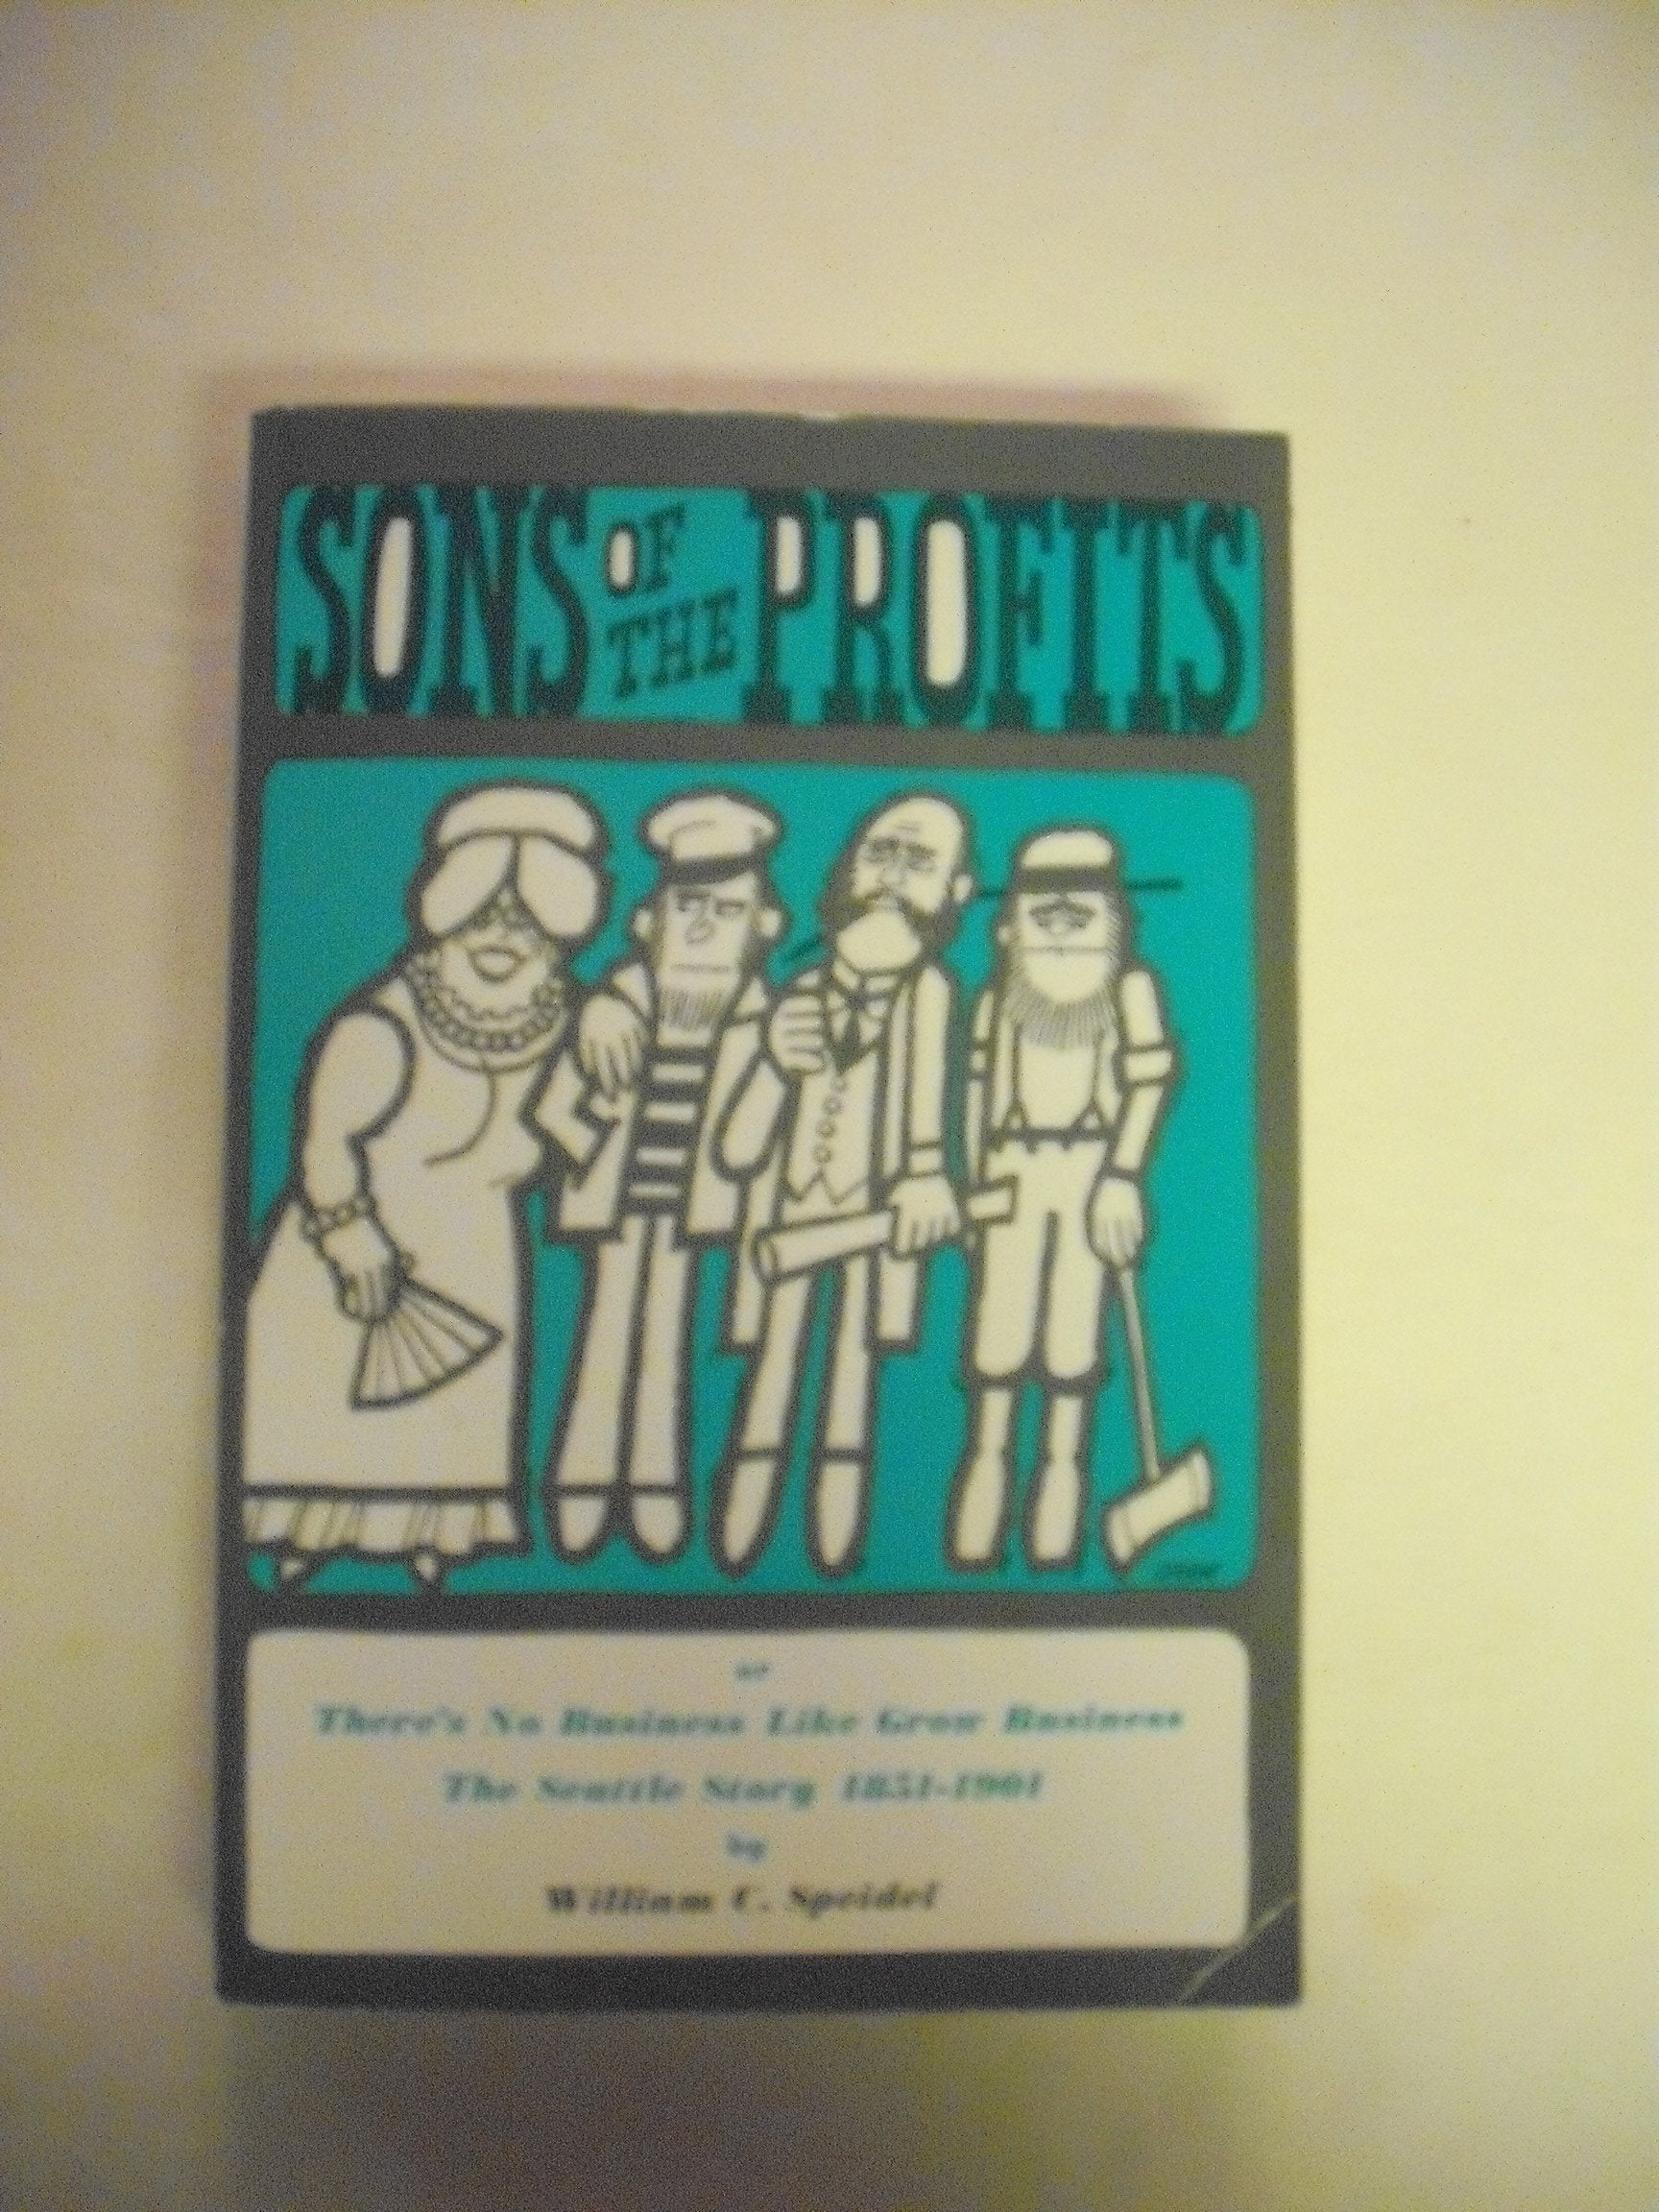 SONS OF THE PROFITS
or
There's No Business Like Grow Business
The Seattle Story 1851-1901
by
William C. Speidel